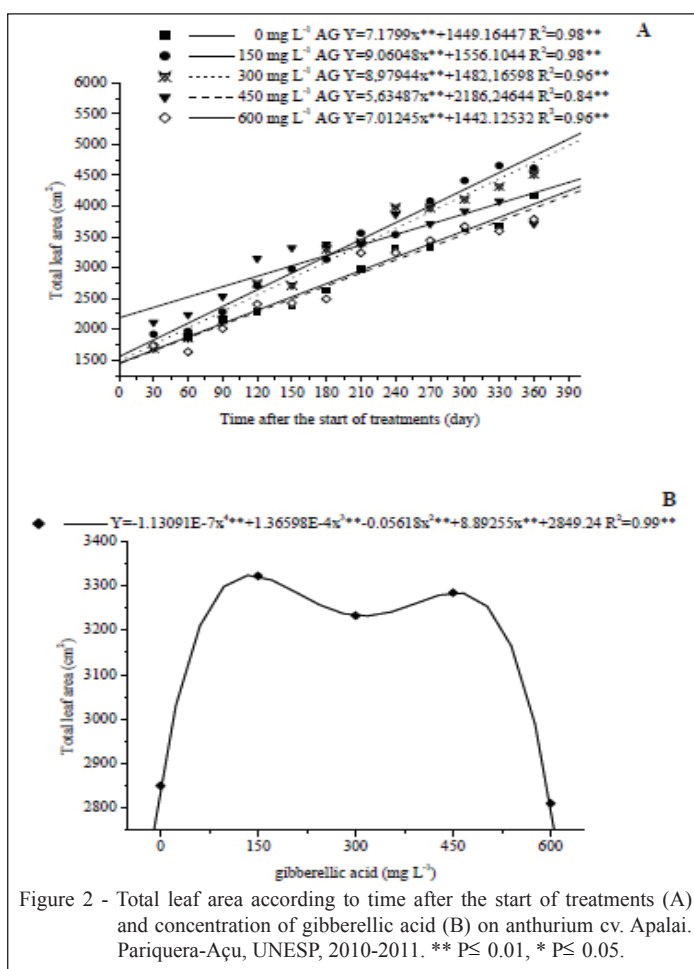 A
0 mg L⁻¹ AG Y=7.1799x**+1449.16447 R²=0.98**
150 mg L⁻¹ AG Y=9.06048x**+1556.1044 R²=0.98**
300 mg L⁻¹ AG Y=8,97944x**+1482,16598 R²=0.96**
450 mg L⁻¹ AG Y=5,63487x**+2186,24644 R²=0.84**
600 mg L⁻¹ AG Y=7.01245x**+1442.12532 R²=0.96**
6000
5500
5000
4500
4000
3500
3000
2500
2000
1500
Total leaf area (cm²)
0 30 60 90 120 150 180 210 240 270 300 330 360 390
Time after the start of treatments (day)
B
Y=-1.13091E-7x⁴**+1.36598E-4x³**-0.05618x²**+8.89255x**+2849.24 R²=0.99**
3400
3300
3200
3100
3000
2900
2800
Total leaf area (cm²)
0 150 300 450 600
gibberellic acid (mg L⁻¹)
Figure 2 - Total leaf area according to time after the start of treatments (A)
and concentration of gibberellic acid (B) on anthurium cv. Apalai.
Pariquera-Açu, UNESP, 2010-2011. ** P≤ 0.01, * P≤ 0.05.